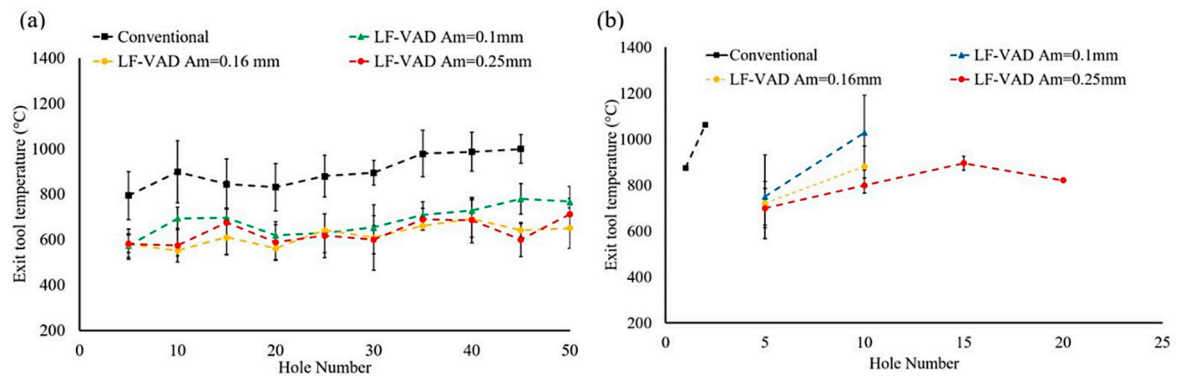 (a)
Conventional
LF-VAD Am=0.1mm
LF-VAD Am=0.16 mm
LF-VAD Am=0.25mm
1400
1200
1000
800
600
400
200
Exit tool temperature (°C)
0
10
20
30
40
50
Hole Number
(b)
Conventional
LF-VAD Am=0.1mm
LF-VAD Am=0.16mm
LF-VAD Am=0.25mm
1400
1200
1000
800
600
400
200
Exit tool temperature (°C)
0
5
10
15
20
25
Hole Number